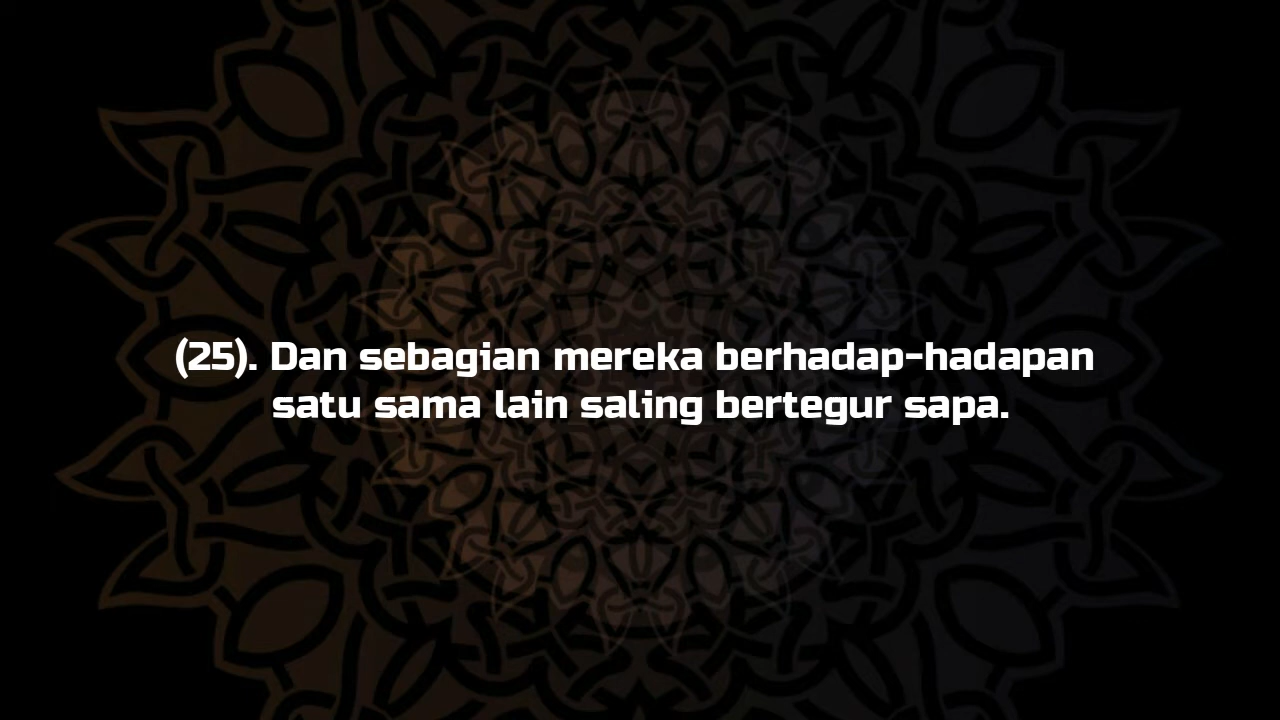 (25). Dan sebagian mereka berhadap-hadapan
satu sama lain saling bertegur sapa.